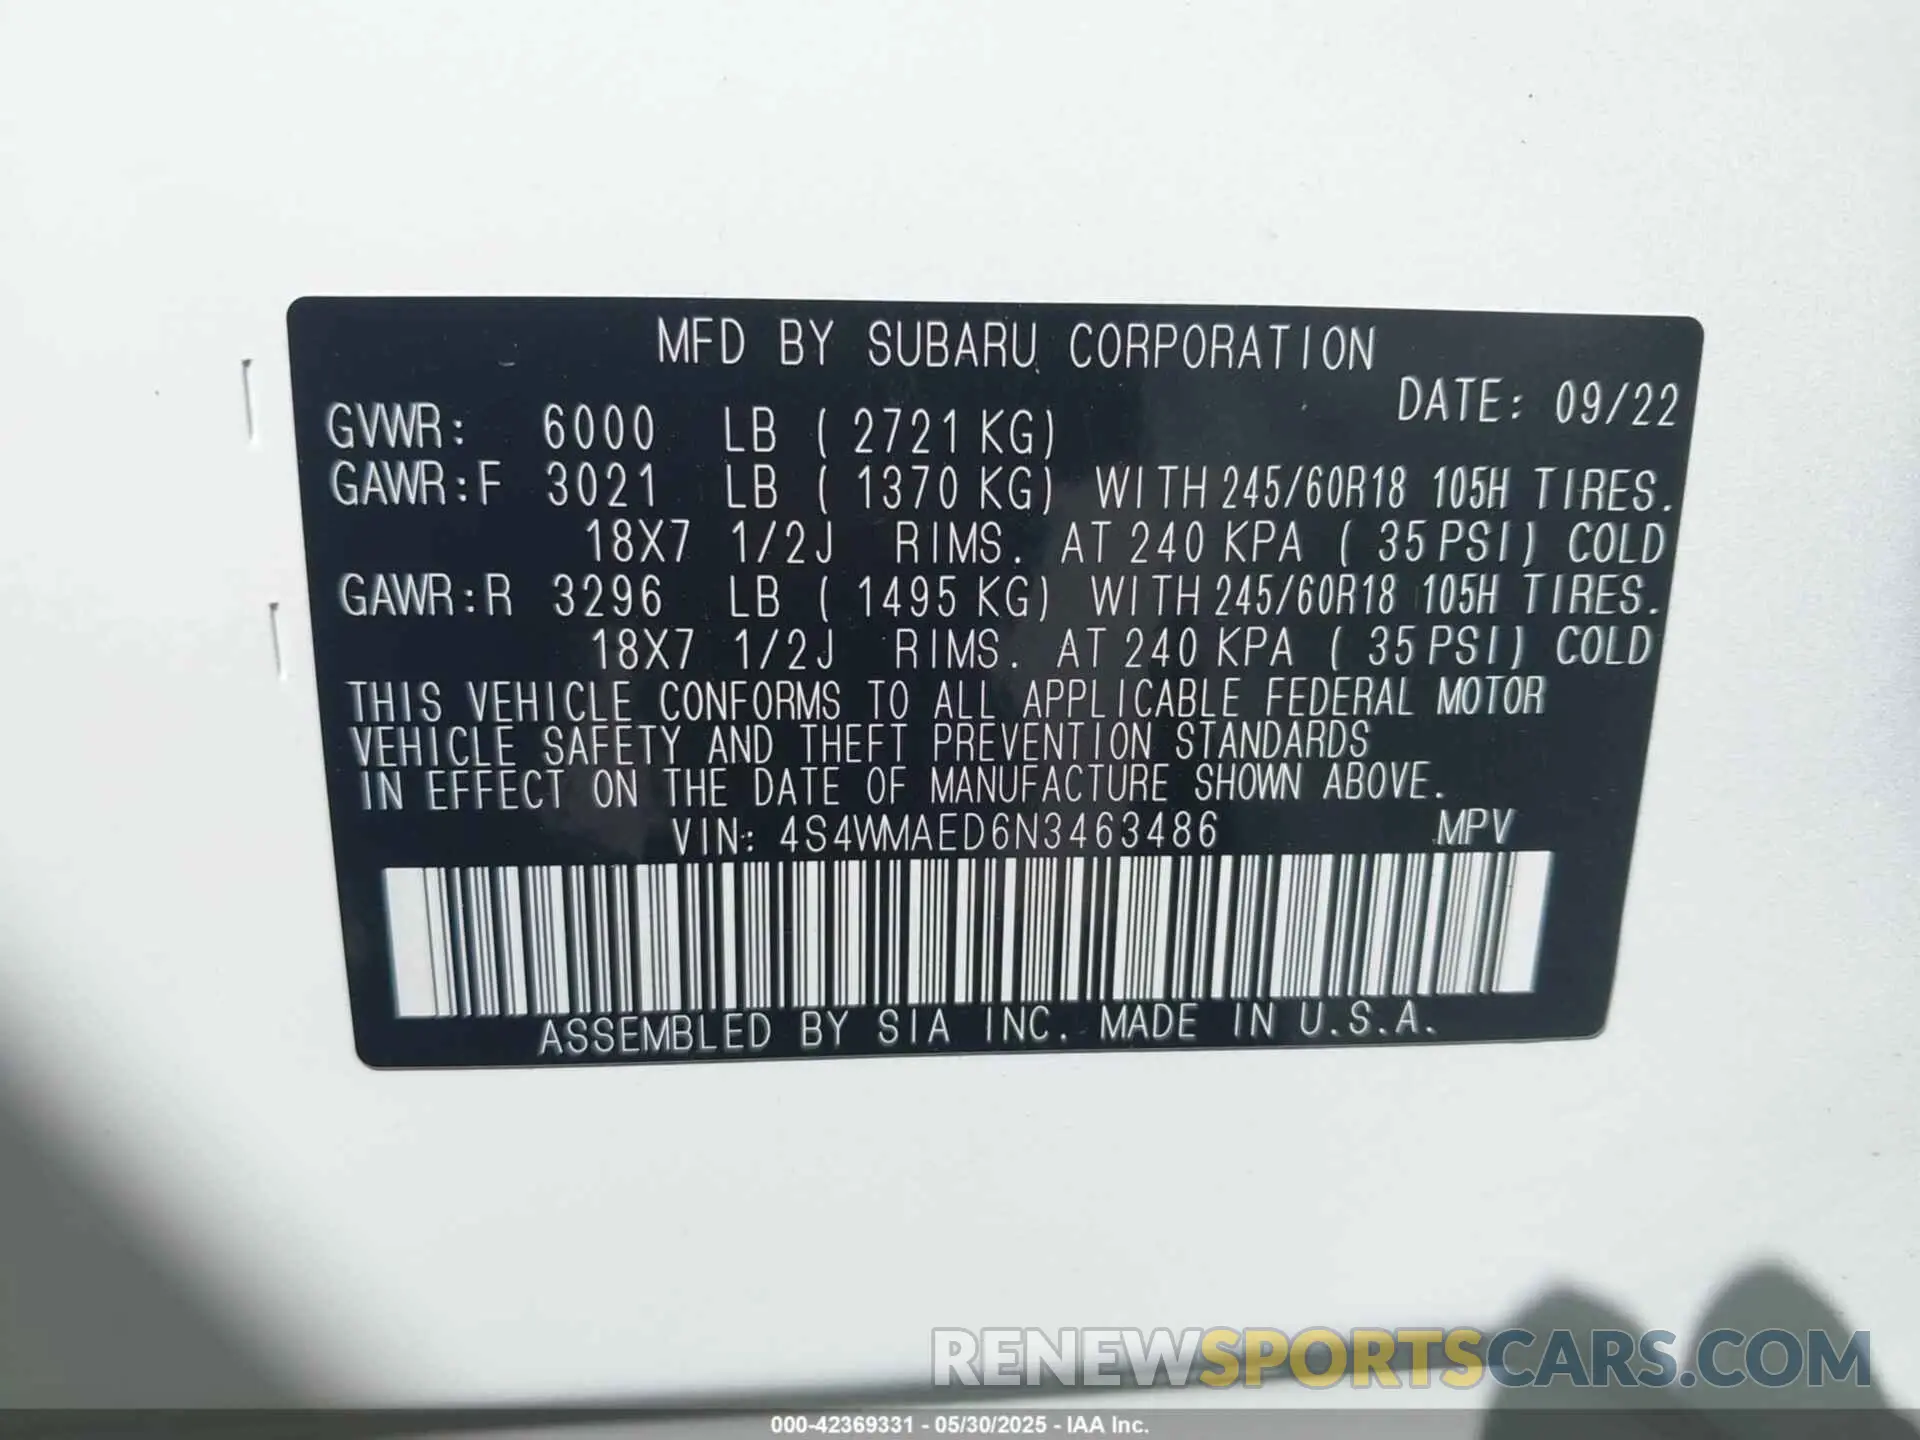 MFD BY SUBARU CORPORATION
DATE: 09/22
GVWR: 6000 LB ( 2721 KG)
GAWR:F 3021 LB ( 1370 KG) WITH 245/60R18 105H TIRES.
18X7 1/2J RIMS. AT 240 KPA ( 35 PSI) COLD
GAWR:R 3296 LB ( 1495 KG) WITH 245/60R18 105H TIRES.
18X7 1/2J RIMS. AT 240 KPA ( 35 PSI) COLD
THIS VEHICLE CONFORMS TO ALL APPLICABLE FEDERAL MOTOR
VEHICLE SAFETY AND THEFT PREVENTION STANDARDS
IN EFFECT ON THE DATE OF MANUFACTURE SHOWN ABOVE.
VIN: 4S4WMAED6N3463486 MPV
ASSEMBLED BY SIA INC. MADE IN U.S.A.
RENEWSPORTSCARS.COM
000-42369331 - 05/30/2025 - IAA Inc.